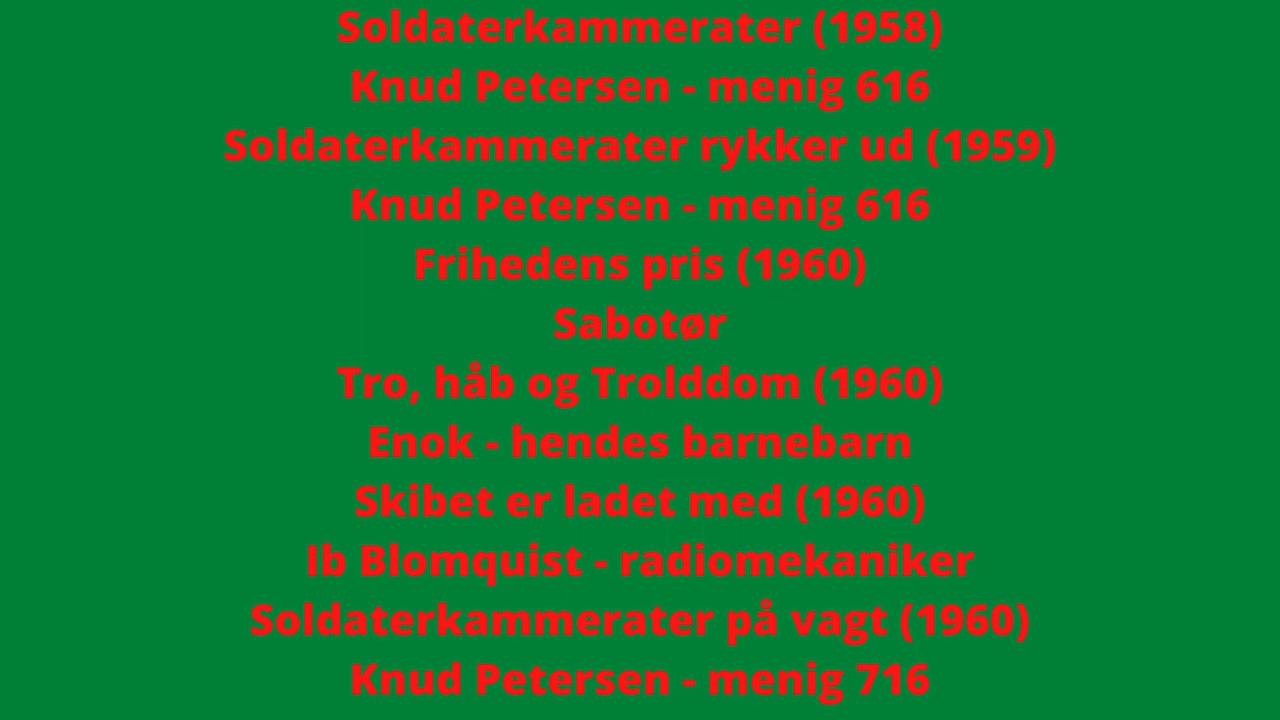 Soldaterkammerater (1958)
Knud Petersen - menig 616
Soldaterkammerater rykker ud (1959)
Knud Petersen - menig 616
Frihedens pris (1960)
Sabotør
Tro, håb og Trolddom (1960)
Enok - hendes barnebarn
Skibet er ladet med (1960)
Ib Blomquist - radiomekaniker
Soldaterkammerater på vagt (1960)
Knud Petersen - menig 716